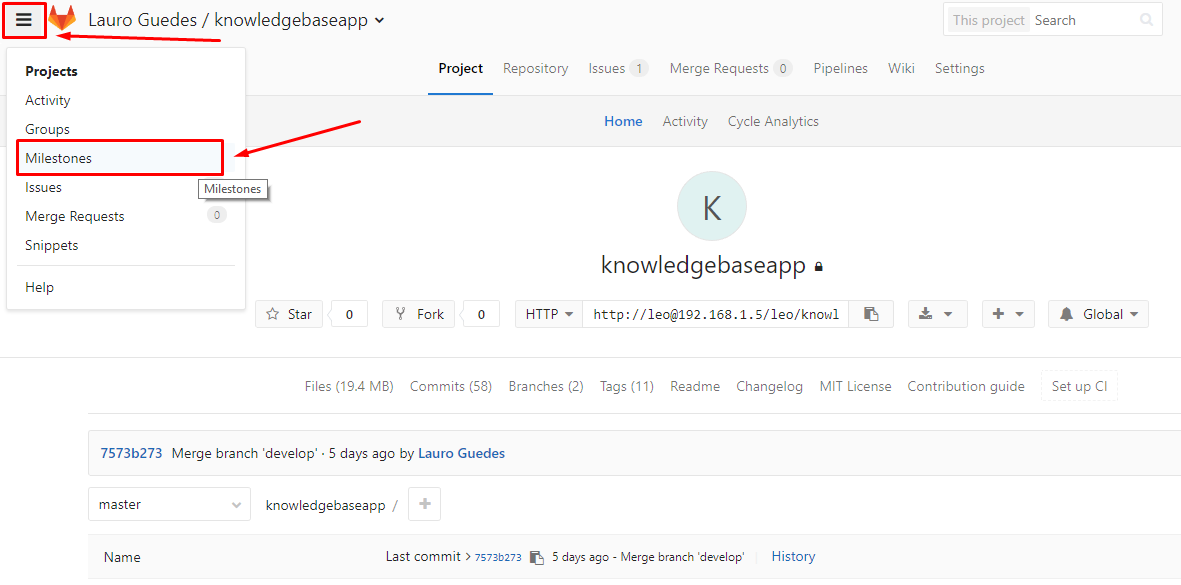 Lauro Guedes / knowledgebaseapp
This project Search
Projects
Activity
Groups
Milestones
Issues
Milestones
Merge Requests 0
Snippets
Help
Project Repository Issues 1 Merge Requests 0 Pipelines Wiki Settings
Home Activity Cycle Analytics
K
knowledgebaseapp
Star 0 Fork 0 HTTP http://leo@192.168.1.5/leo/knowl Global
Files (19.4 MB) Commits (58) Branches (2) Tags (11) Readme Changelog MIT License Contribution guide Set up CI
7573b273 Merge branch 'develop' · 5 days ago by Lauro Guedes
master knowledgebaseapp / +
Name Last commit > 7573b273 5 days ago - Merge branch 'develop' History